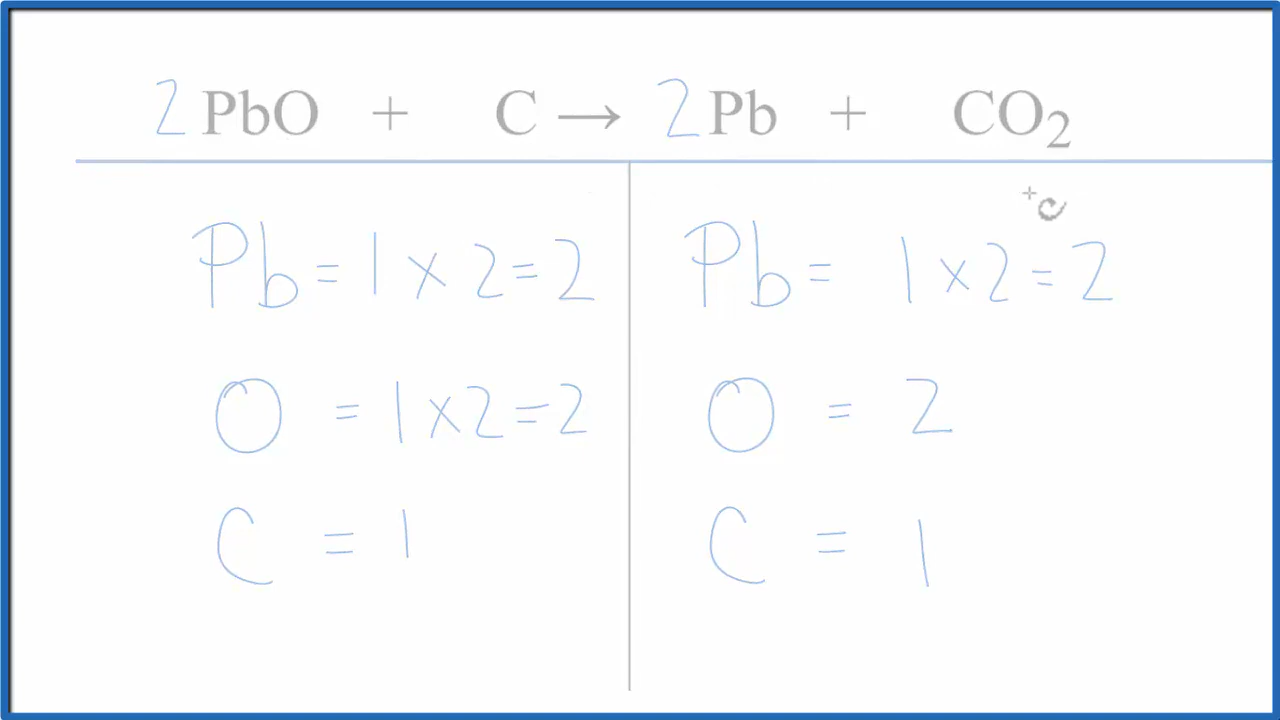 2 PbO + C → 2 Pb + CO₂
Pb = 1 x 2 = 2
O = 1 x 2 = 2
C = 1
Pb = 1 x 2 = 2
O = 2
C = 1